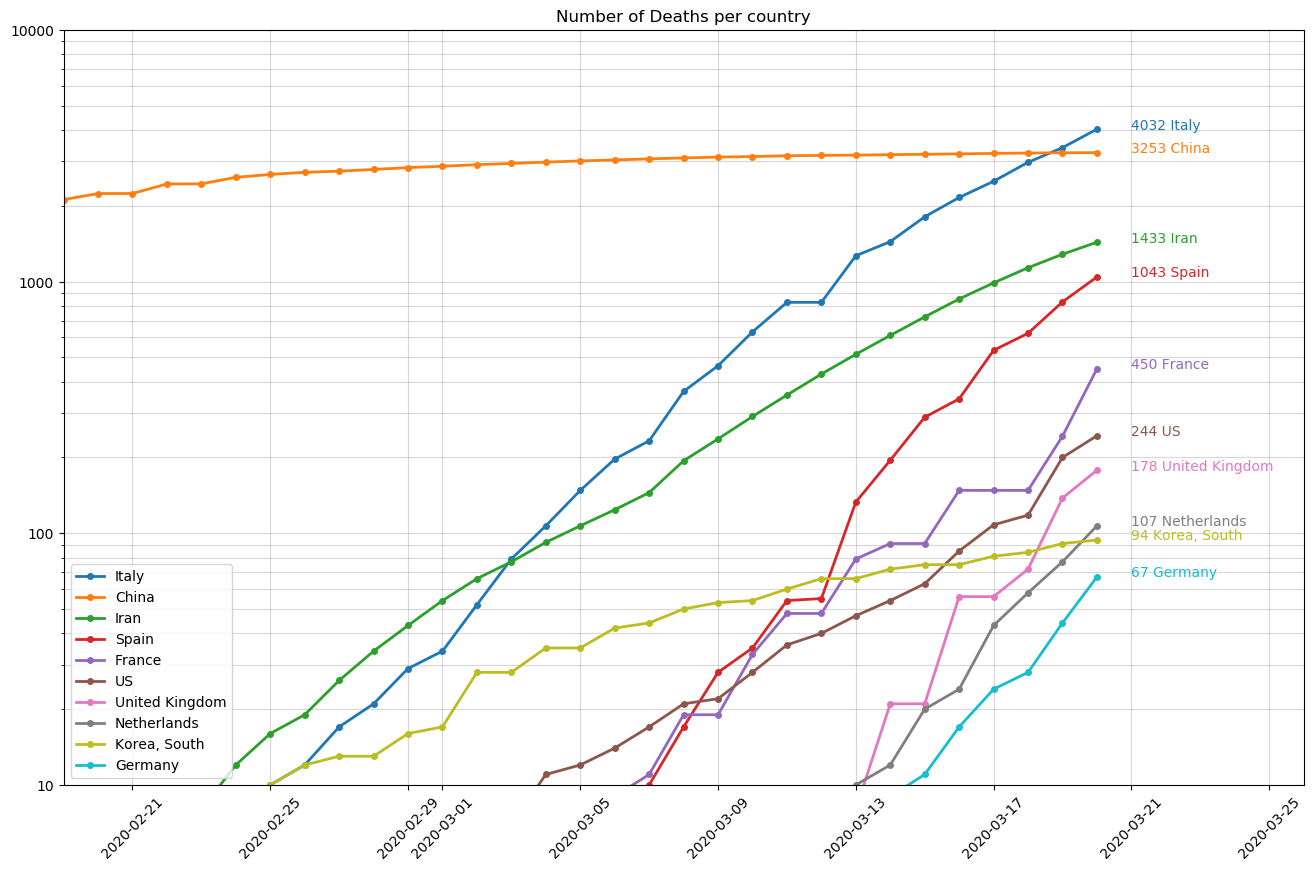 Number of Deaths per country
10000
1000
100
10
4032 Italy
3253 China
1433 Iran
1043 Spain
450 France
244 US
178 United Kingdom
107 Netherlands
94 Korea, South
67 Germany
Italy
China
Iran
Spain
France
US
United Kingdom
Netherlands
Korea, South
Germany
2020-02-21
2020-02-25
2020-02-29
2020-03-01
2020-03-05
2020-03-09
2020-03-13
2020-03-17
2020-03-21
2020-03-25